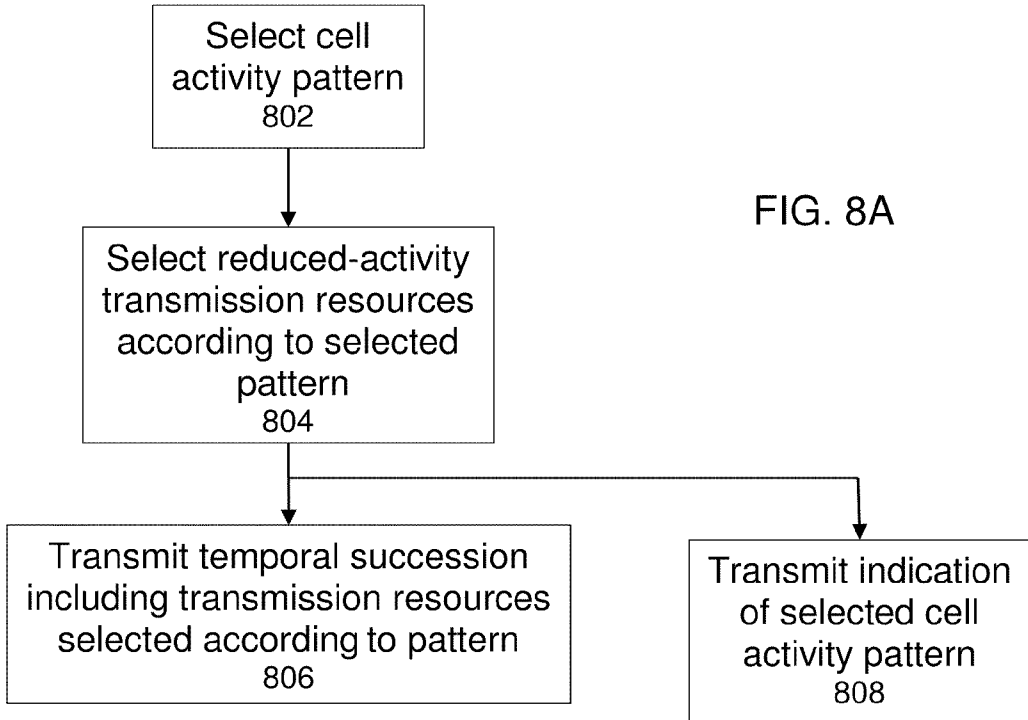 Select cell
activity pattern
802
FIG. 8A
Select reduced-activity
transmission resources
according to selected
pattern
804
Transmit temporal succession
including transmission resources
selected according to pattern
806
Transmit indication
of selected cell
activity pattern
808